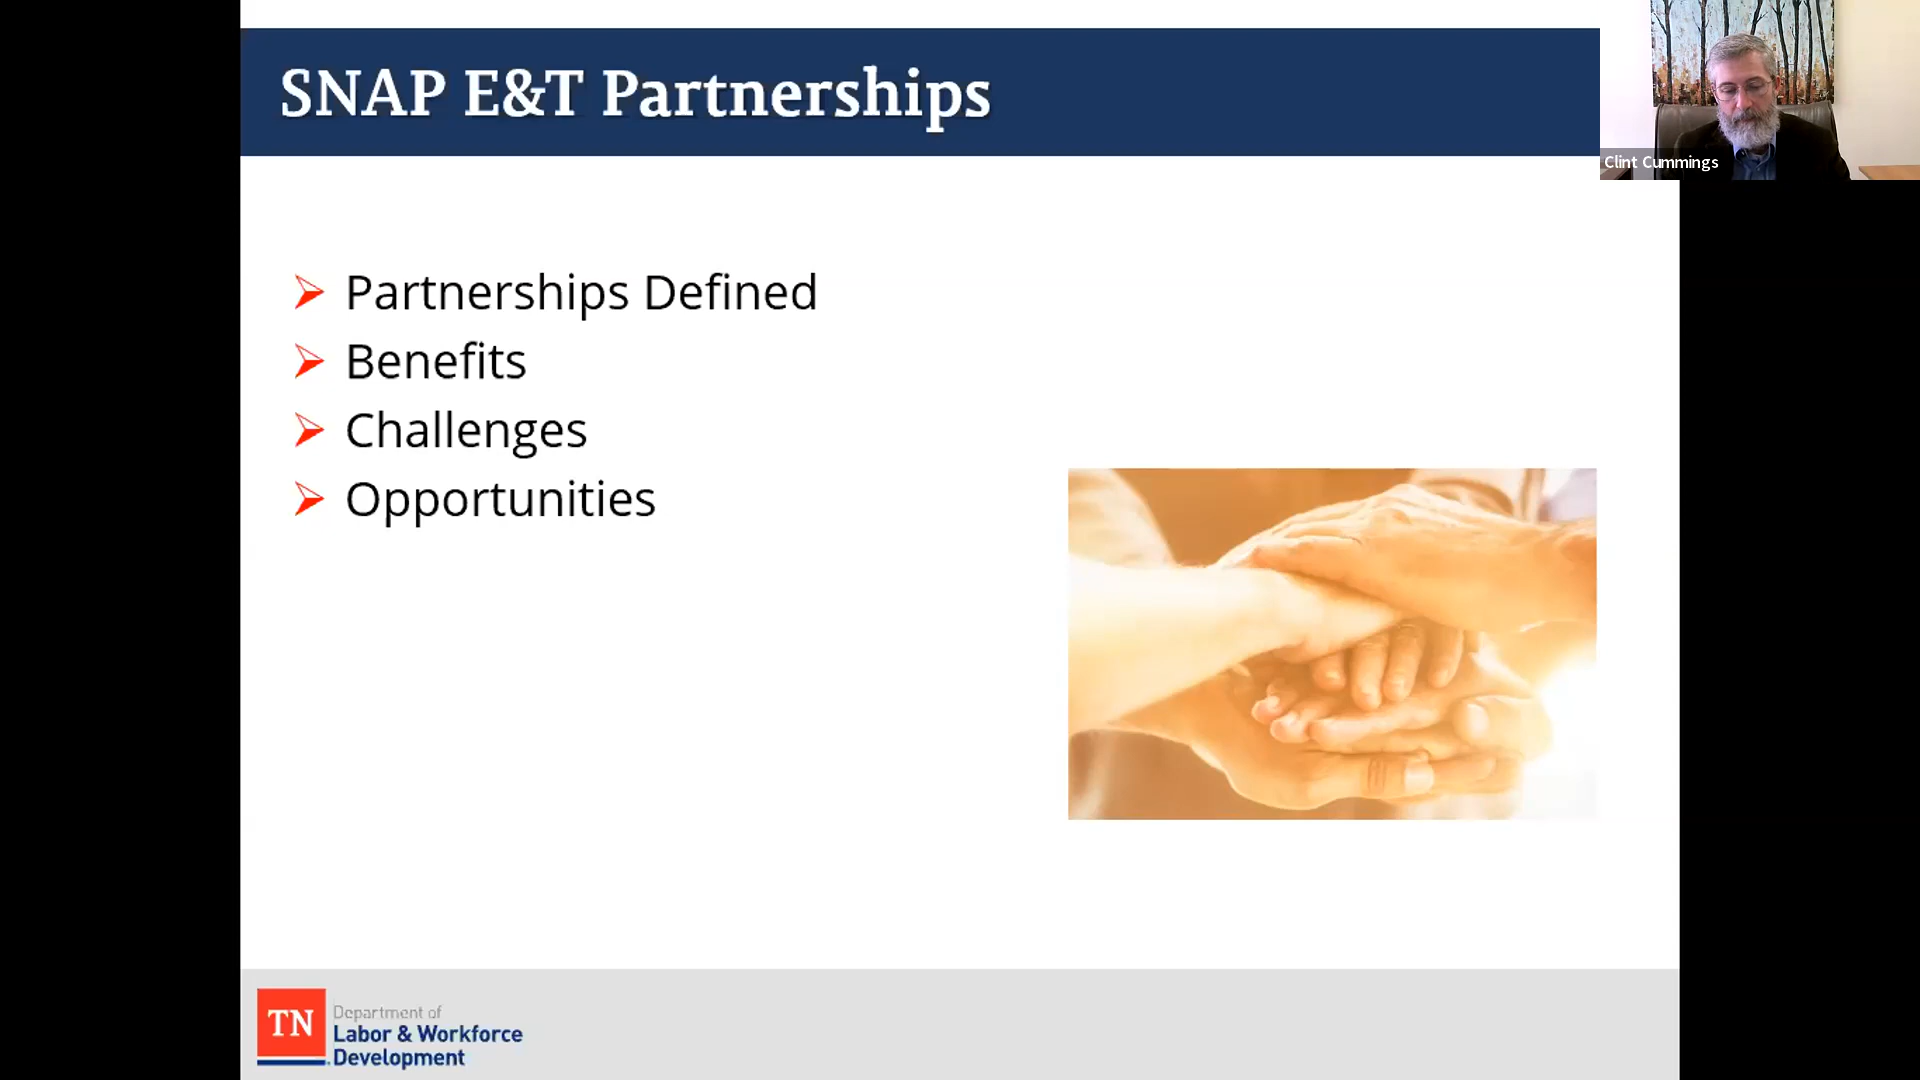 SNAP E&T Partnerships
Clint Cummings
Partnerships Defined
Benefits
Challenges
Opportunities
TN
Department of
Labor & Workforce
Development